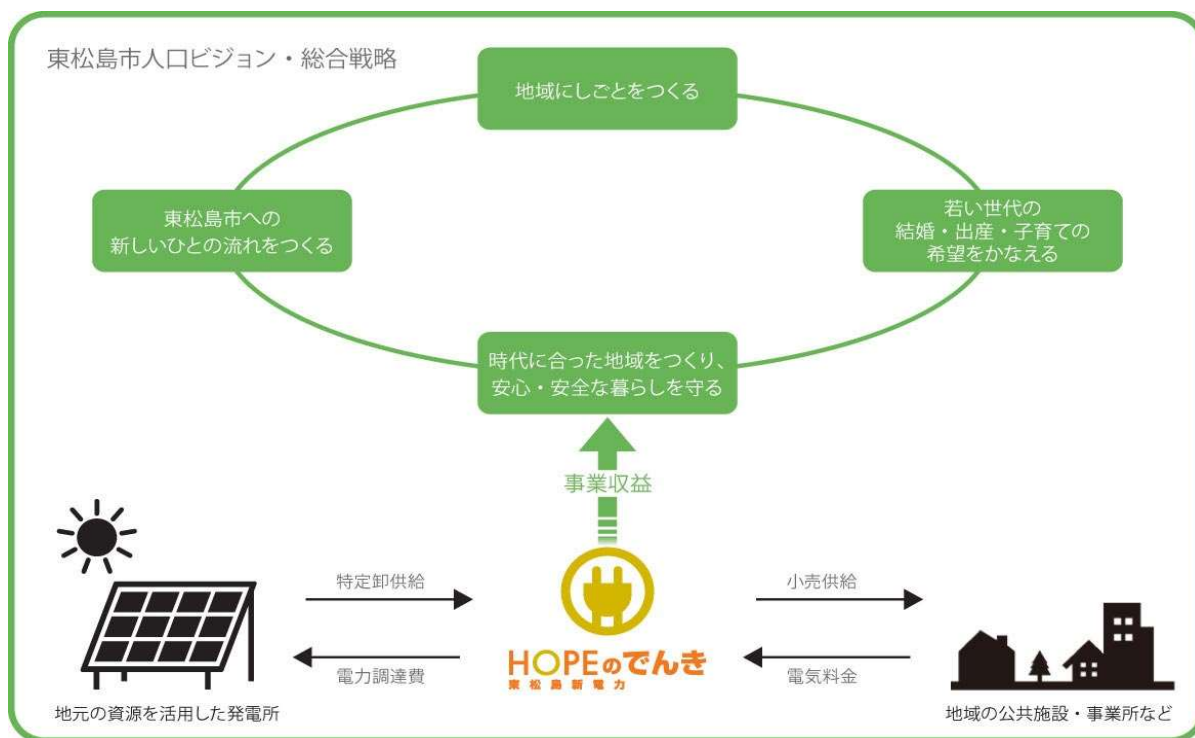 東松島市人口ビジョン・総合戦略
地域にしごとをつくる
東松島市への
新しいひとの流れをつくる
若い世代の
結婚・出産・子育ての
希望をかなえる
時代に合った地域をつくり、
安心・安全な暮らしを守る
事業収益
特定卸供給
小売供給
HOPEのでんき
東松島新電力
電力調達費
電気料金
地元の資源を活用した発電所
地域の公共施設・事業所など